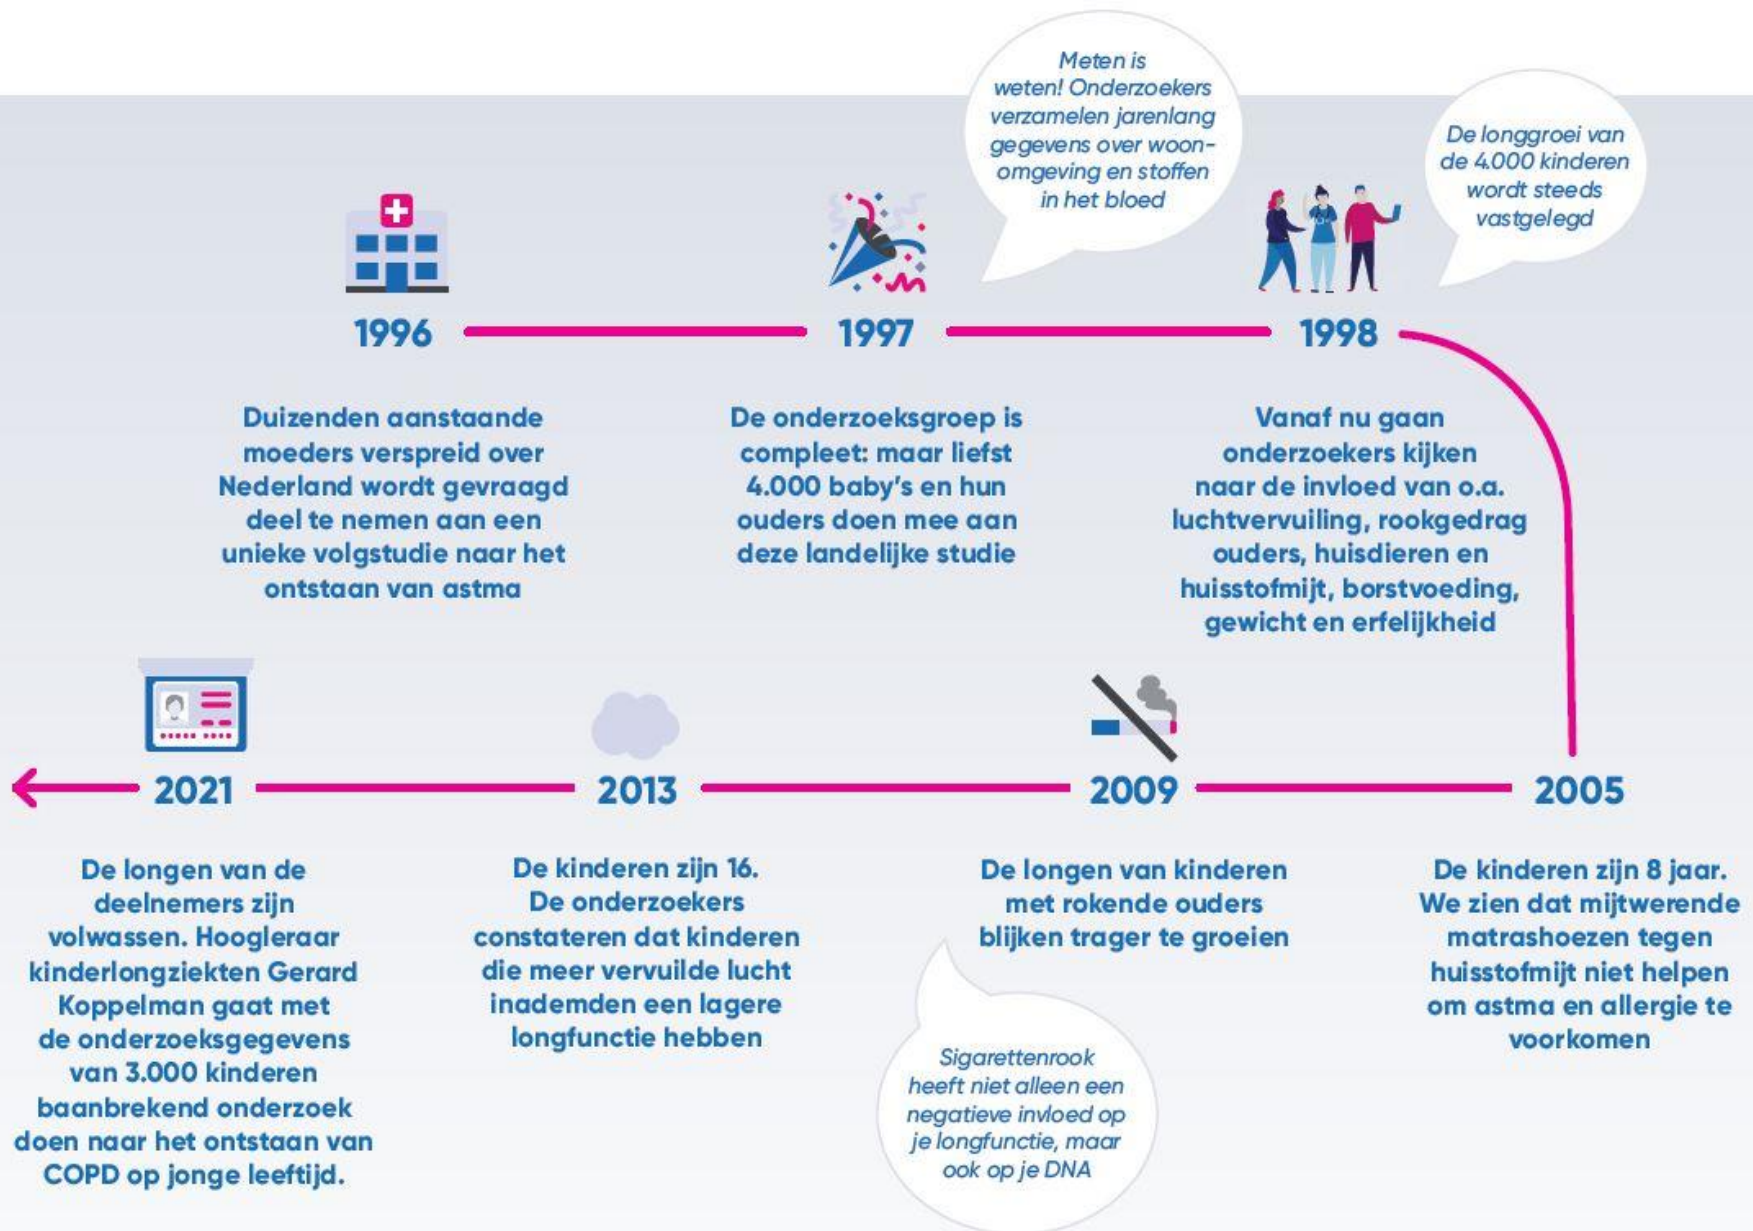 Meten is
weten! Onderzoekers
verzamelen jarenlang
gegevens over woon-
omgeving en stoffen
in het bloed
De longgroei van
de 4.000 kinderen
wordt steeds
vastgelegd
1996
Duizenden aanstaande
moeders verspreid over
Nederland wordt gevraagd
deel te nemen aan een
unieke volgstudie naar het
ontstaan van astma
1997
De onderzoeksgroep is
compleet: maar liefst
4.000 baby's en hun
ouders doen mee aan
deze landelijke studie
1998
Vanaf nu gaan
onderzoekers kijken
naar de invloed van o.a.
luchtvervuiling, rookgedrag
ouders, huisdieren en
huisstofmijt, borstvoeding,
gewicht en erfelijkheid
2005
De kinderen zijn 8 jaar.
We zien dat mijtwerende
matrashoezen tegen
huisstofmijt niet helpen
om astma en allergie te
voorkomen
2009
De longen van kinderen
met rokende ouders
blijken trager te groeien
Sigarettenrook
heeft niet alleen een
negatieve invloed op
je longfunctie, maar
ook op je DNA
2013
De kinderen zijn 16.
De onderzoekers
constateren dat kinderen
die meer vervuilde lucht
inademden een lagere
longfunctie hebben
2021
De longen van de
deelnemers zijn
volwassen. Hoogleraar
kinderlongziekten Gerard
Koppelman gaat met
de onderzoeksgegevens
van 3.000 kinderen
baanbrekend onderzoek
doen naar het ontstaan van
COPD op jonge leeftijd.